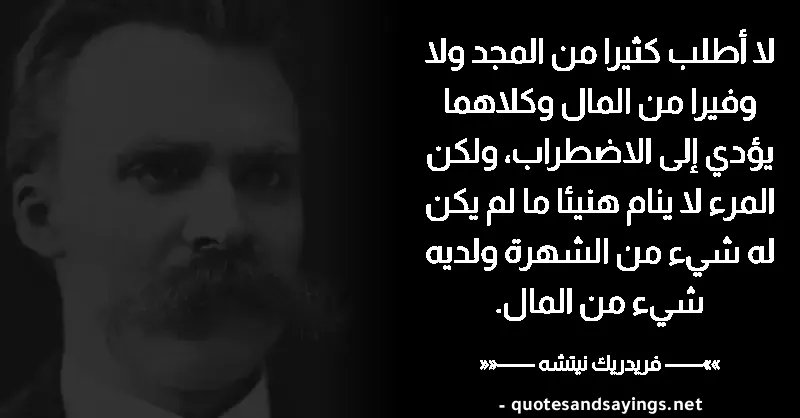 لا أطلب كثيرا من المجد ولا
وفيرا من المال وكلاهما
يؤدي إلى الاضطراب، ولكن
المرء لا ينام هنيئا ما لم يكن
له شيء من الشهرة ولديه
شيء من المال.
»»—— فريدريك نيتشه ——««
- quotesandsayings.net